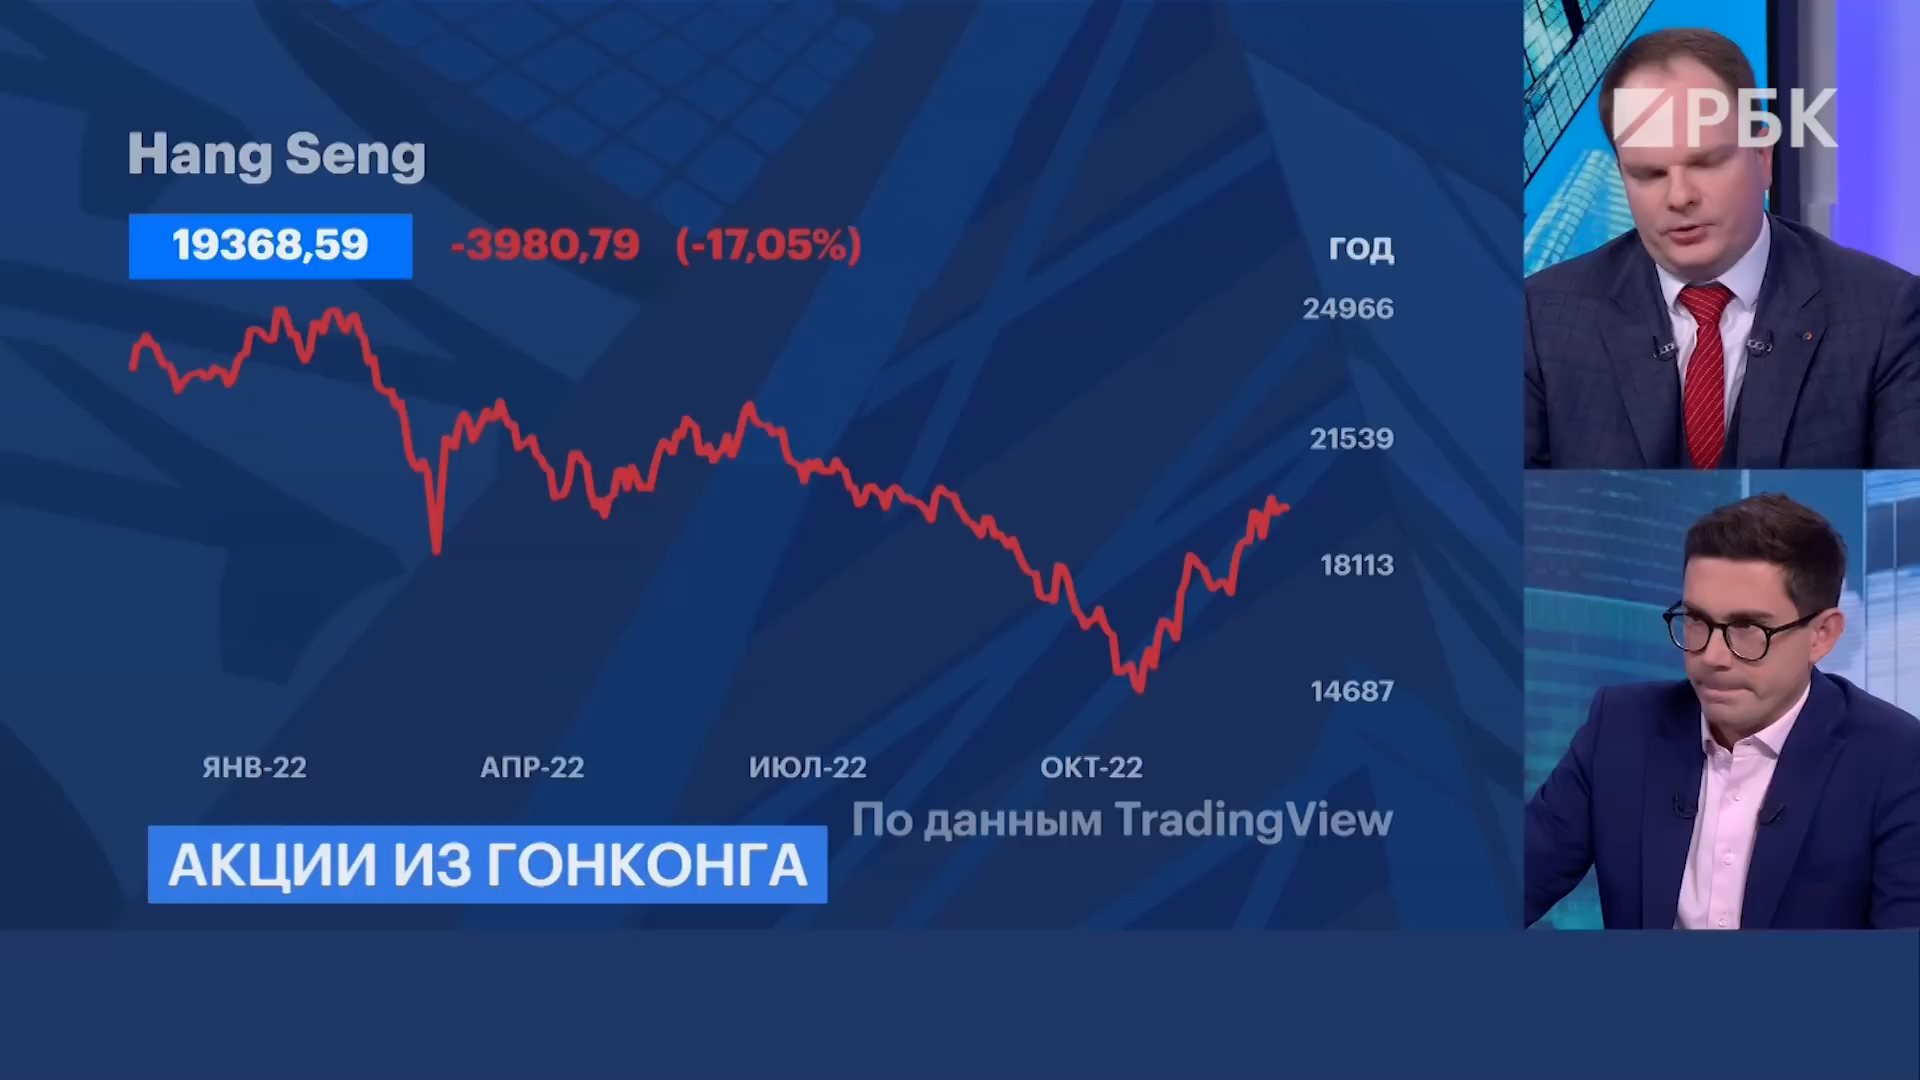 РБК
Hang Seng
19368,59 -3980,79 (-17,05%)
ГОД
24966
21539
18113
14687
ЯНВ-22 АПР-22 ИЮЛ-22 ОКТ-22
По данным TradingView
АКЦИИ ИЗ ГОНКОНГА